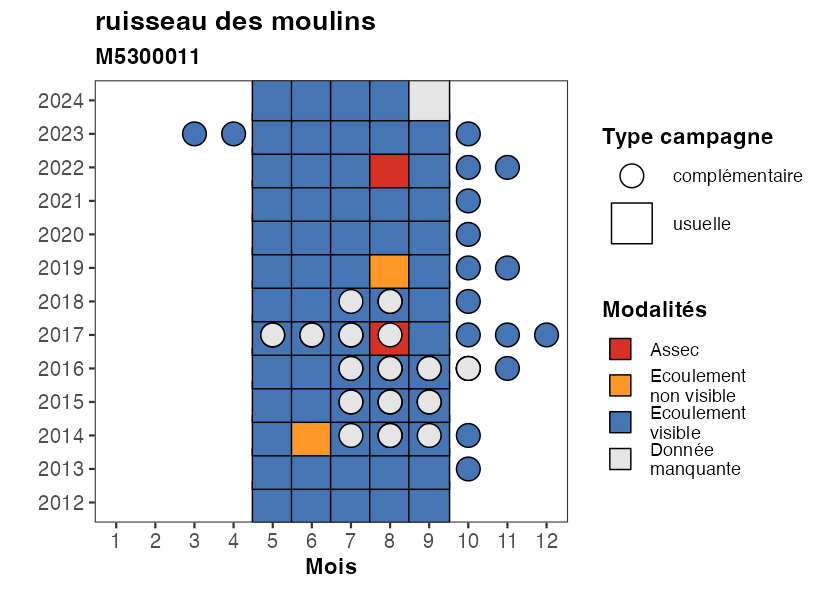 ruisseau des moulins
M5300011
2024
2023
2022
2021
2020
2019
2018
2017
2016
2015
2014
2013
2012
1 2 3 4 5 6 7 8 9 10 11 12
Mois
Type campagne
complémentaire
usuelle
Modalités
Assec
Ecoulement
non visible
Ecoulement
visible
Donnée
manquante